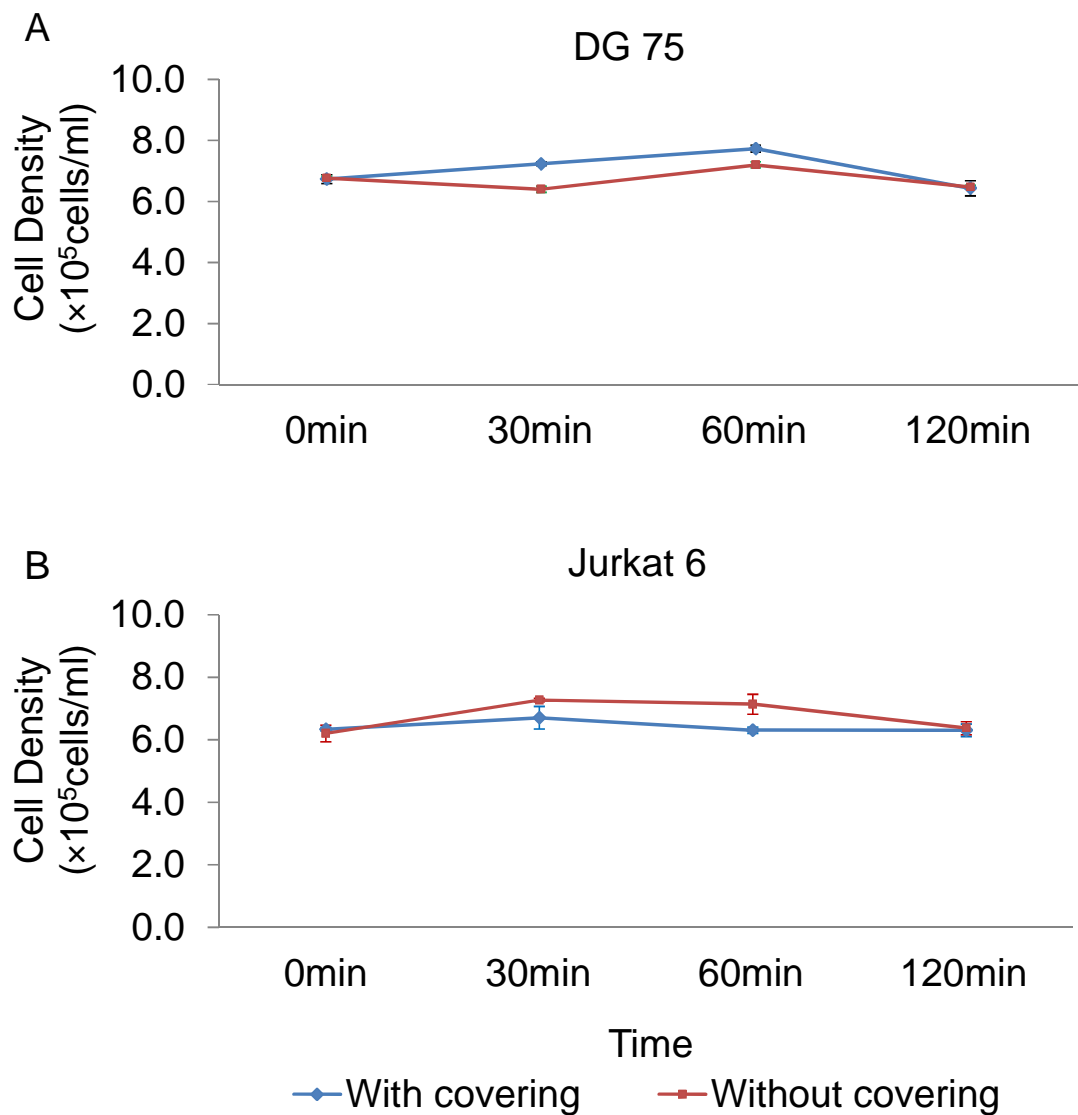 A
DG 75
Cell Density
(×10⁵cells/ml)
10.0
8.0
6.0
4.0
2.0
0.0
0min 30min 60min 120min
B
Jurkat 6
Cell Density
(×10⁵cells/ml)
10.0
8.0
6.0
4.0
2.0
0.0
0min 30min 60min 120min
Time
With covering Without covering